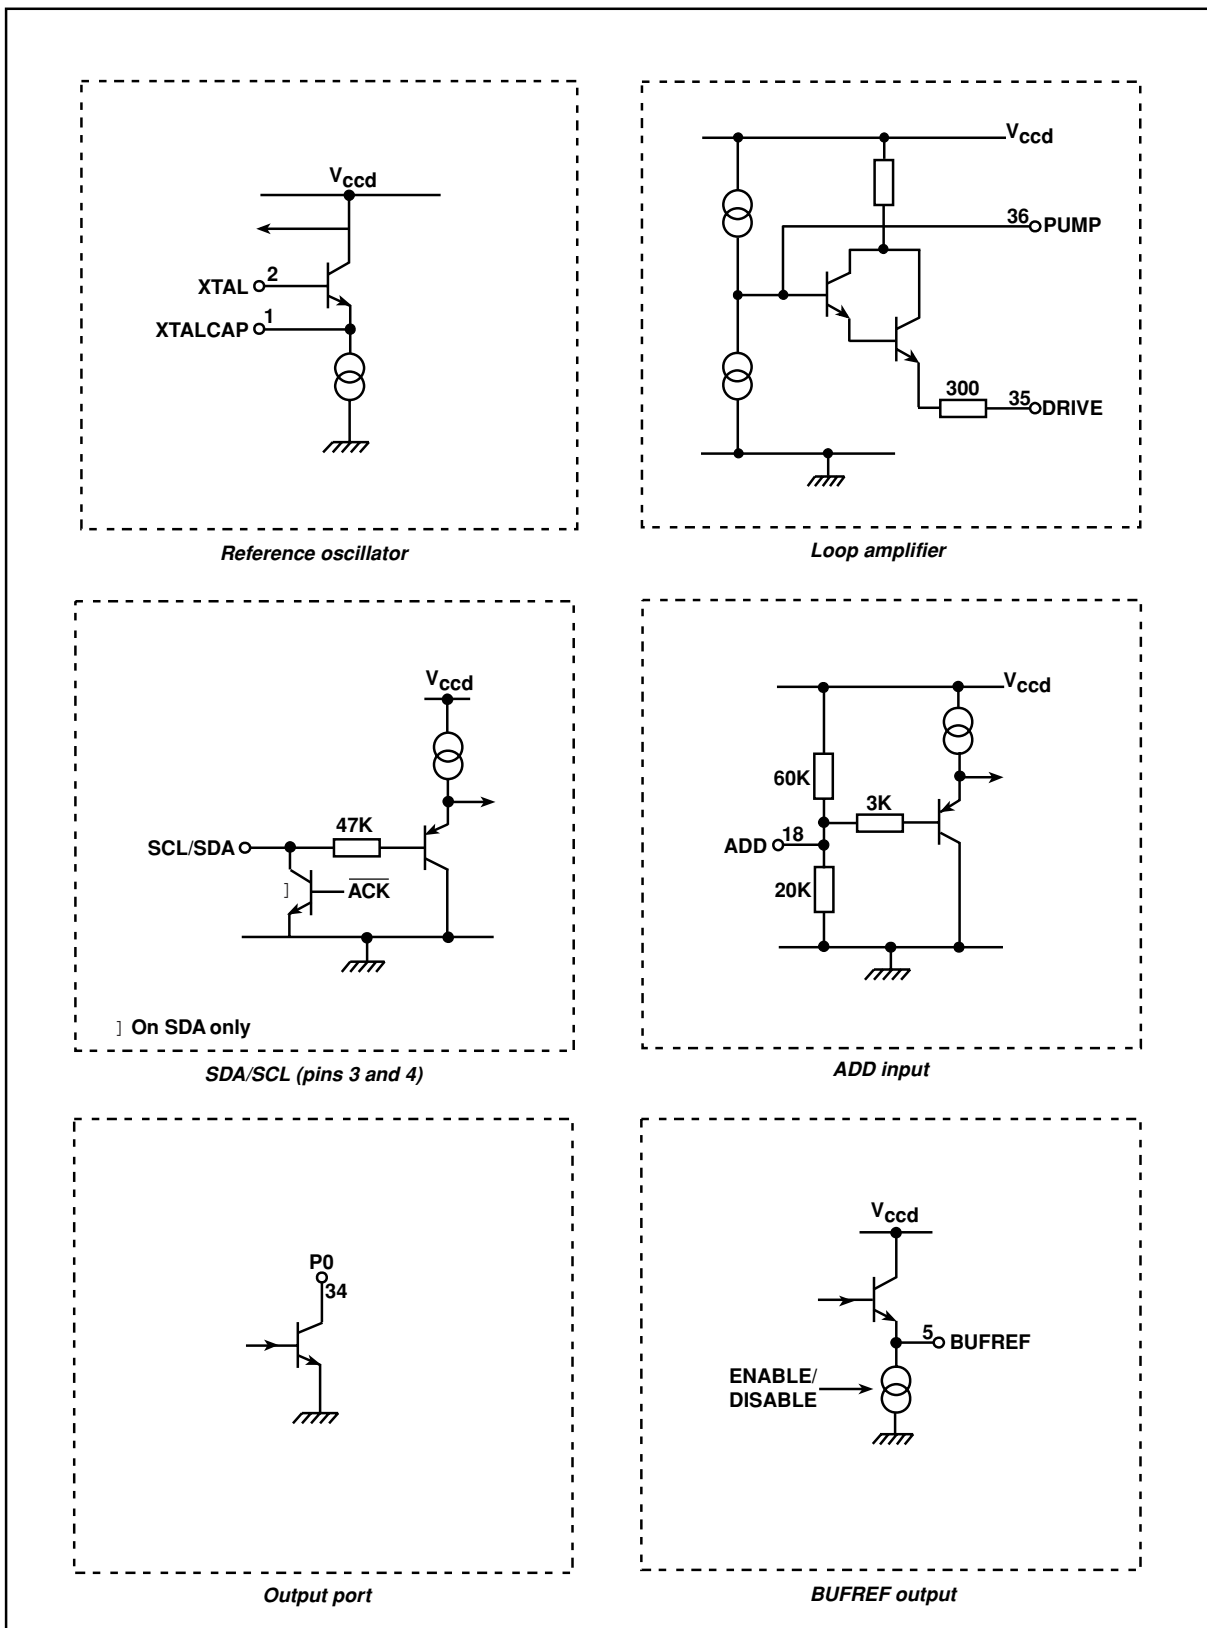 Vccd
XTAL 2
XTALCAP 1
Reference oscillator
Vccd
36 PUMP
300
35 DRIVE
Loop amplifier
Vccd
47K
SCL/SDA
] ACK
] On SDA only
SDA/SCL (pins 3 and 4)
Vccd
60K
3K
ADD 18
20K
ADD input
P0
34
Output port
Vccd
5 BUFREF
ENABLE/
DISABLE
BUFREF output